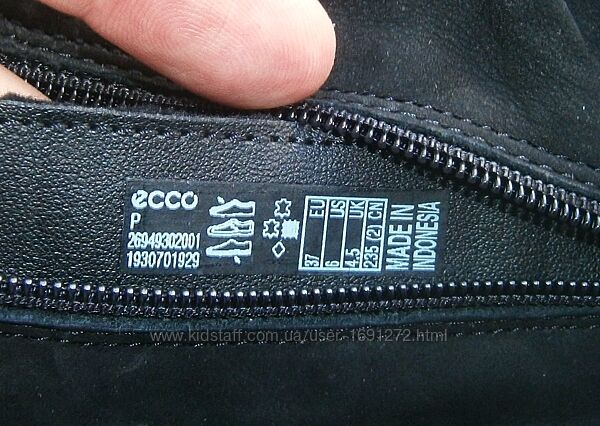 ecco
P
26949302001
1930701929
37 EU
6 US
4.5 UK
235 (2) CN
MADE IN
INDONESIA
www.kidstaff.com.ua/user-1691272.html